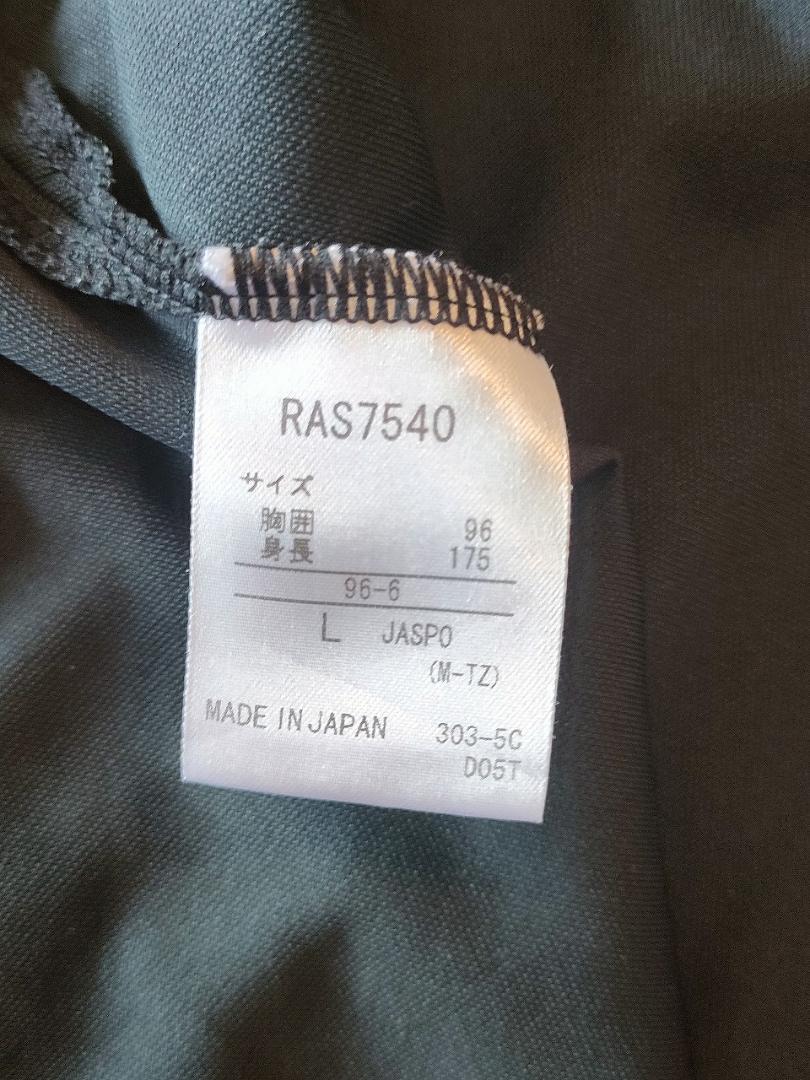 RAS7540
サイズ
胸囲 96
身長 175
96-6
L JASPO
(M-TZ)
MADE IN JAPAN 303-5C
D05T